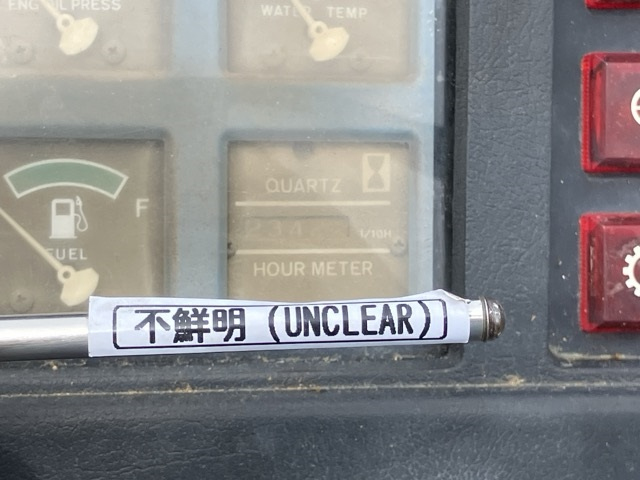 ENG OIL PRESS
WATER TEMP
QUARTZ
F
1/10H
FUEL
HOUR METER
不鮮明 (UNCLEAR)